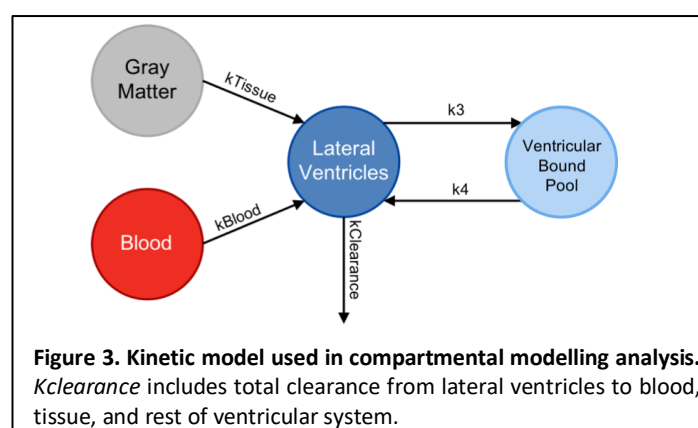 Gray
Matter
kTissue
Lateral
Ventricles
k3
Ventricular
Bound
Pool
k4
Blood
kBlood
kClearance
Figure 3. Kinetic model used in compartmental modelling analysis.
Kclearance includes total clearance from lateral ventricles to blood,
tissue, and rest of ventricular system.